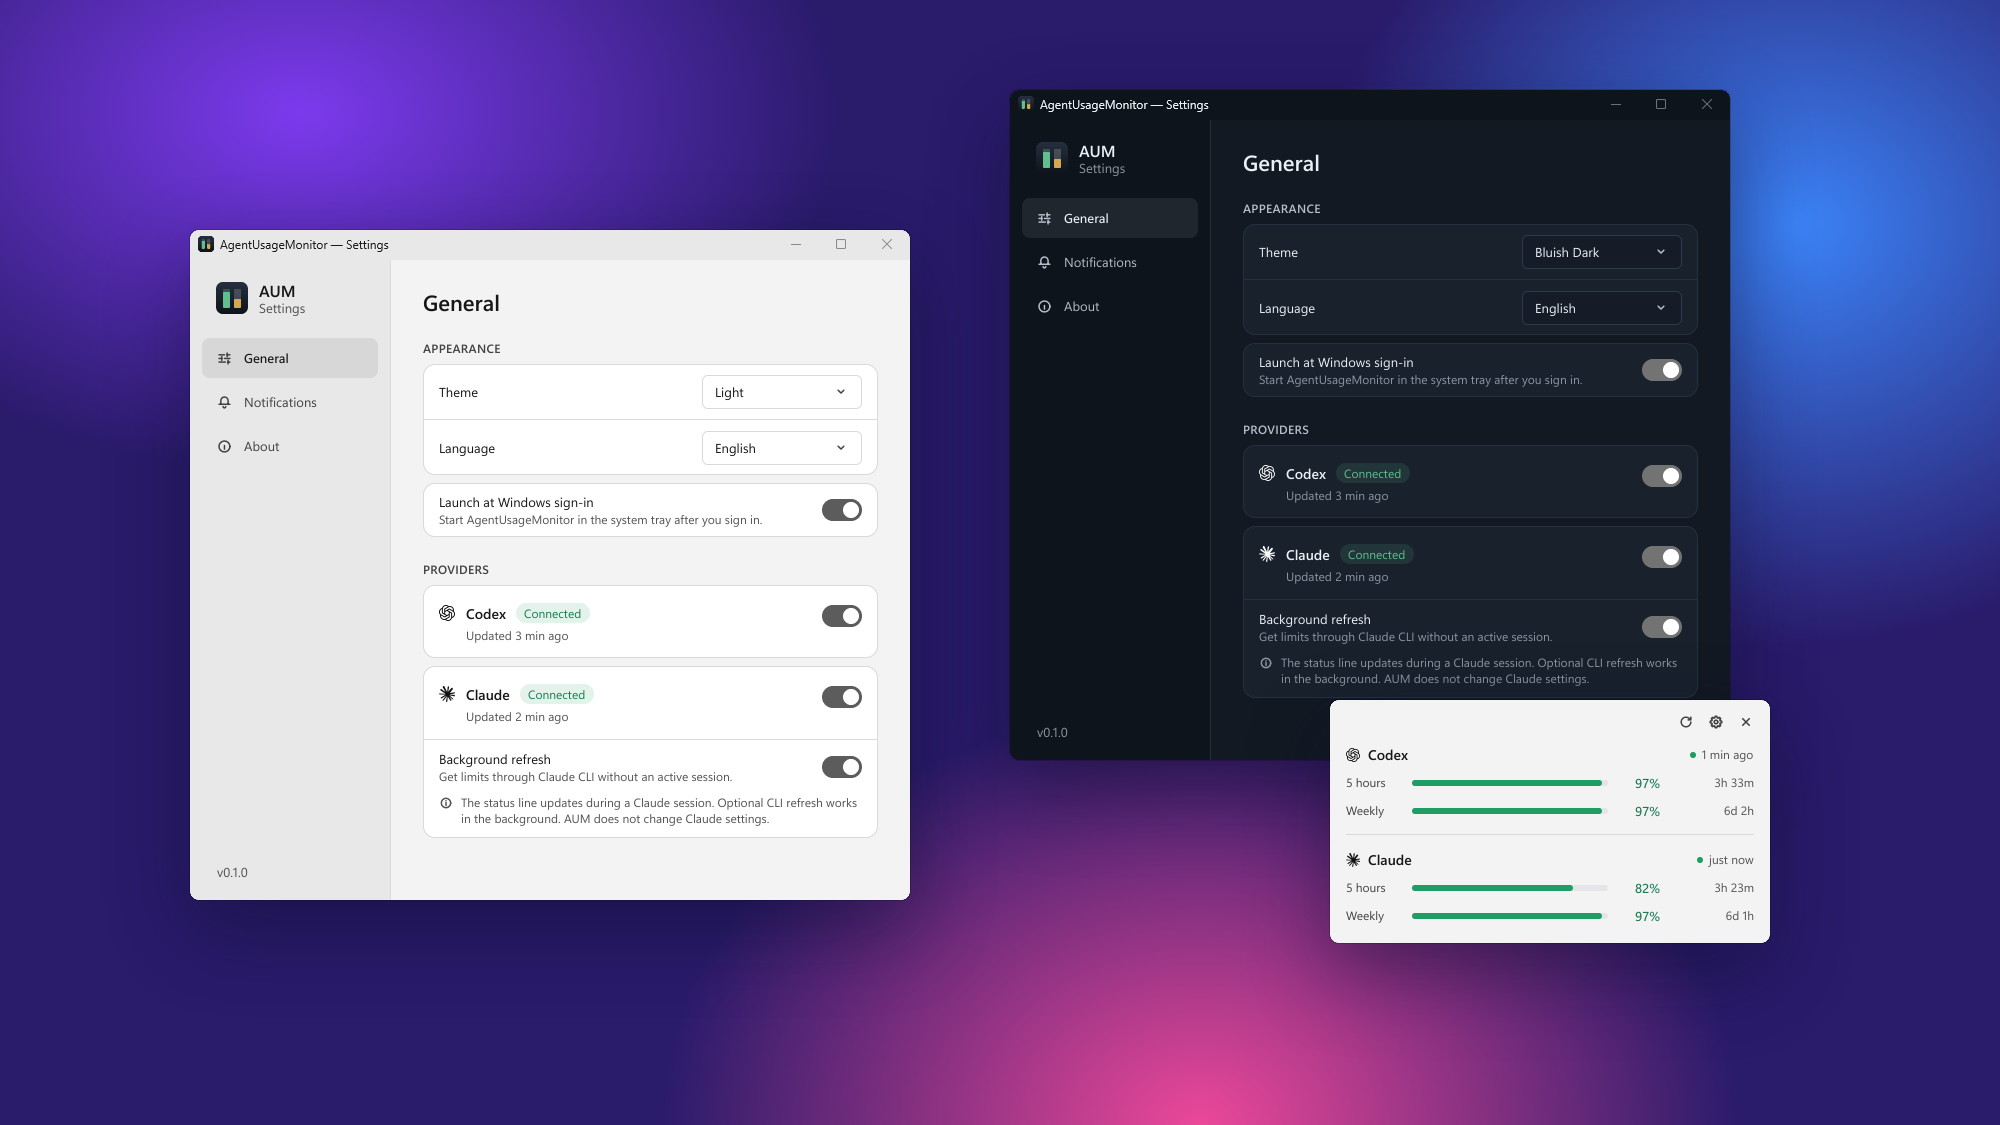 AgentUsageMonitor — Settings
AUM
Settings
General
Notifications
About
v0.1.0
General
APPEARANCE
Theme
Light
Language
English
Launch at Windows sign-in
Start AgentUsageMonitor in the system tray after you sign in.
PROVIDERS
Codex Connected
Updated 3 min ago
Claude Connected
Updated 2 min ago
Background refresh
Get limits through Claude CLI without an active session.
The status line updates during a Claude session. Optional CLI refresh works
in the background. AUM does not change Claude settings.
AgentUsageMonitor — Settings
AUM
Settings
General
Notifications
About
v0.1.0
General
APPEARANCE
Theme
Bluish Dark
Language
English
Launch at Windows sign-in
Start AgentUsageMonitor in the system tray after you sign in.
PROVIDERS
Codex Connected
Updated 3 min ago
Claude Connected
Updated 2 min ago
Background refresh
Get limits through Claude CLI without an active session.
The status line updates during a Claude session. Optional CLI refresh works
in the background. AUM does not change Claude settings.
Codex 1 min ago
5 hours 97% 3h 33m
Weekly 97% 6d 2h
Claude just now
5 hours 82% 3h 23m
Weekly 97% 6d 1h